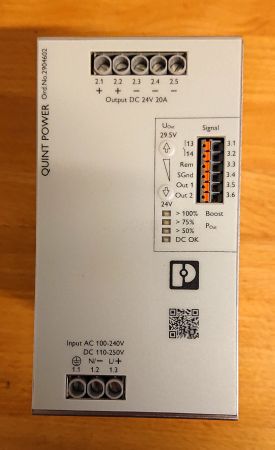 QUINT POWER Ord.No.2904602
2.1 2.2 2.3 2.4 2.5
+ + − − −
Output DC 24V 20A
UOut
29.5V
Signal
13 3.1
14 3.2
Rem 3.3
SGnd 3.4
Out 1 3.5
Out 2 3.6
24V
> 100% Boost
> 75% POut
> 50%
DC OK
Input AC 100-240V
DC 110-250V
N/− L/+
1.1 1.2 1.3